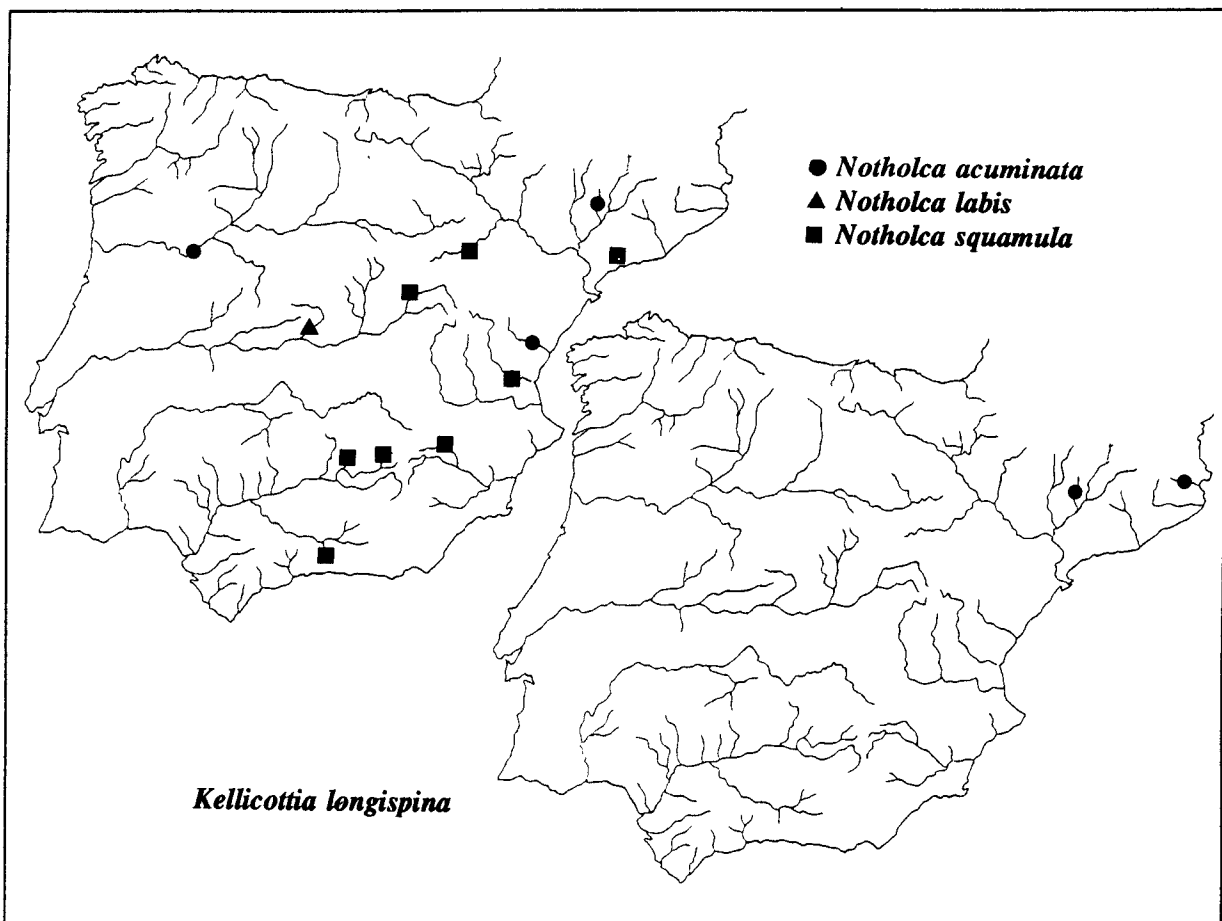 Notholca acuminata
Notholca labis
Notholca squamula
Kellicottia longispina